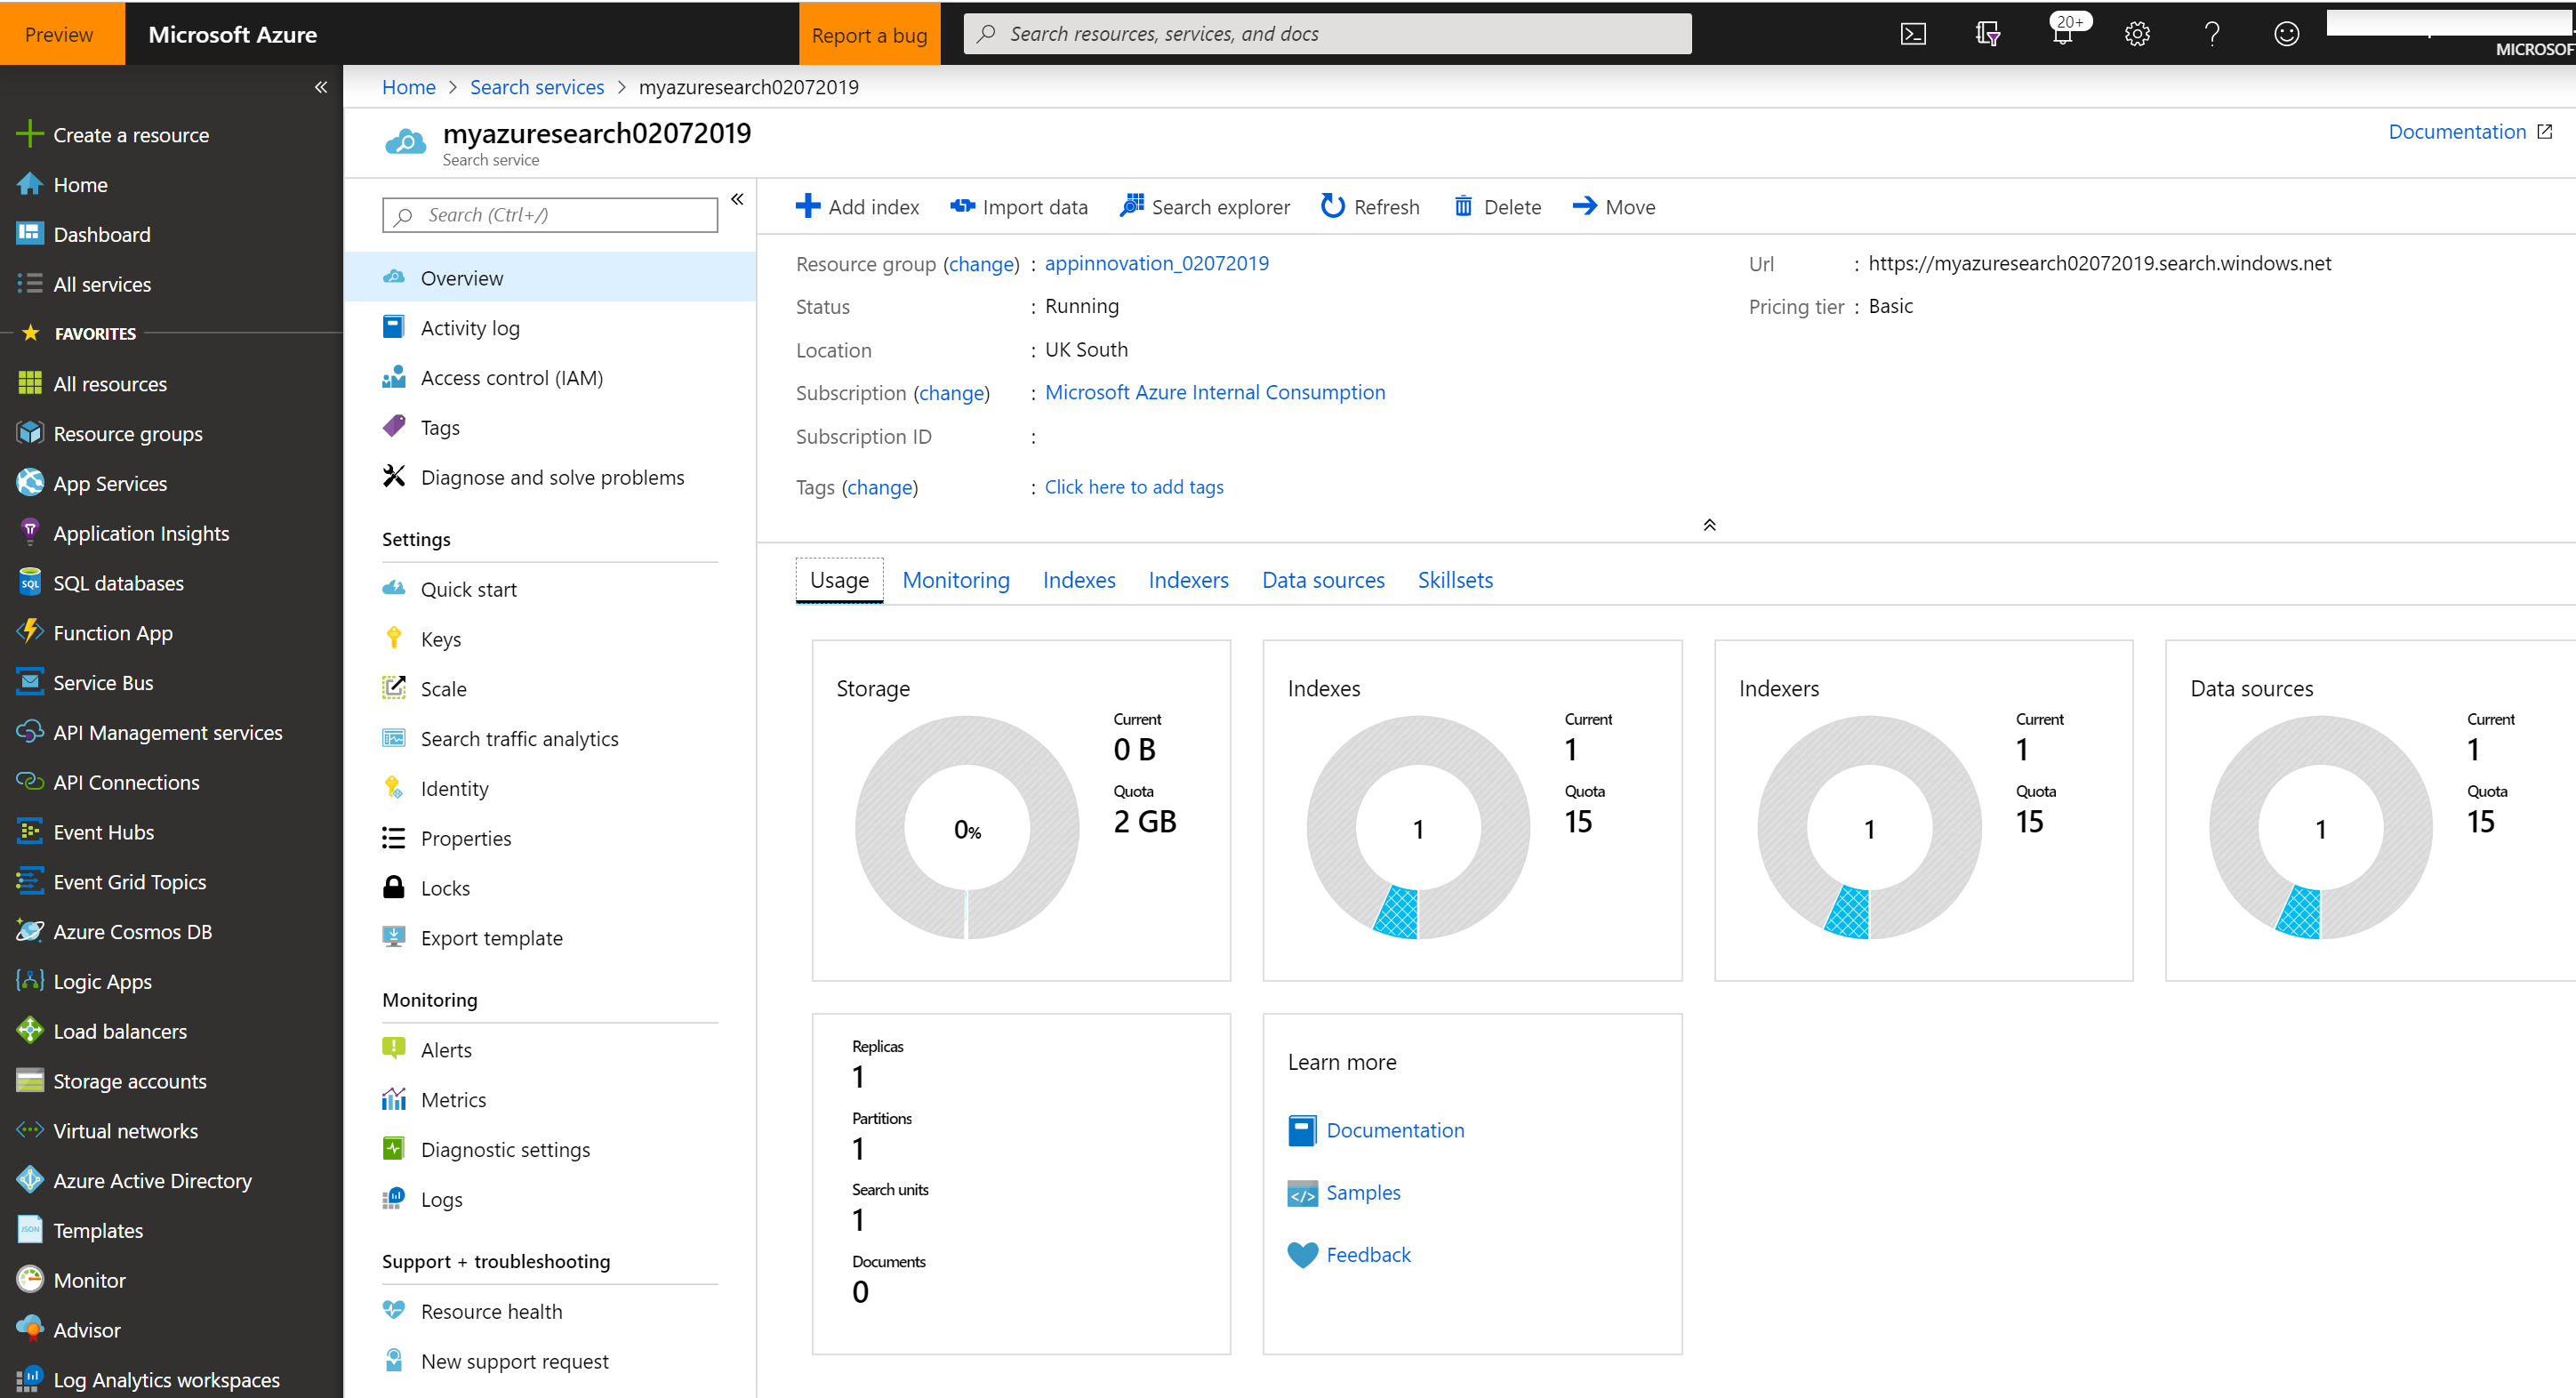 Preview
Microsoft Azure
Report a bug
Search resources, services, and docs
20+
MICROSOF
Create a resource
Home
Dashboard
All services
FAVORITES
All resources
Resource groups
App Services
Application Insights
SQL
SQL databases
Function App
Service Bus
API Management services
API Connections
Event Hubs
Event Grid Topics
Azure Cosmos DB
Logic Apps
Load balancers
Storage accounts
Virtual networks
Azure Active Directory
JSON
Templates
Monitor
Advisor
Log Analytics workspaces
Home > Search services > myazuresearch02072019
myazuresearch02072019
Search service
Documentation
Search (Ctrl+/)
Overview
Activity log
Access control (IAM)
Tags
Diagnose and solve problems
Settings
Quick start
Keys
Scale
Search traffic analytics
Identity
Properties
Locks
Export template
Monitoring
Alerts
Metrics
Diagnostic settings
Logs
Support + troubleshooting
Resource health
New support request
Add index
Import data
Search explorer
Refresh
Delete
Move
Resource group (change) : appinnovation_02072019
Status : Running
Location : UK South
Subscription (change) : Microsoft Azure Internal Consumption
Subscription ID :
Tags (change) : Click here to add tags
Url : https://myazuresearch02072019.search.windows.net
Pricing tier : Basic
Usage
Monitoring
Indexes
Indexers
Data sources
Skillsets
Storage
0%
Current
0 B
Quota
2 GB
Indexes
1
Current
1
Quota
15
Indexers
1
Current
1
Quota
15
Data sources
1
Current
1
Quota
15
Replicas
1
Partitions
1
Search units
1
Documents
0
Learn more
Documentation
Samples
Feedback